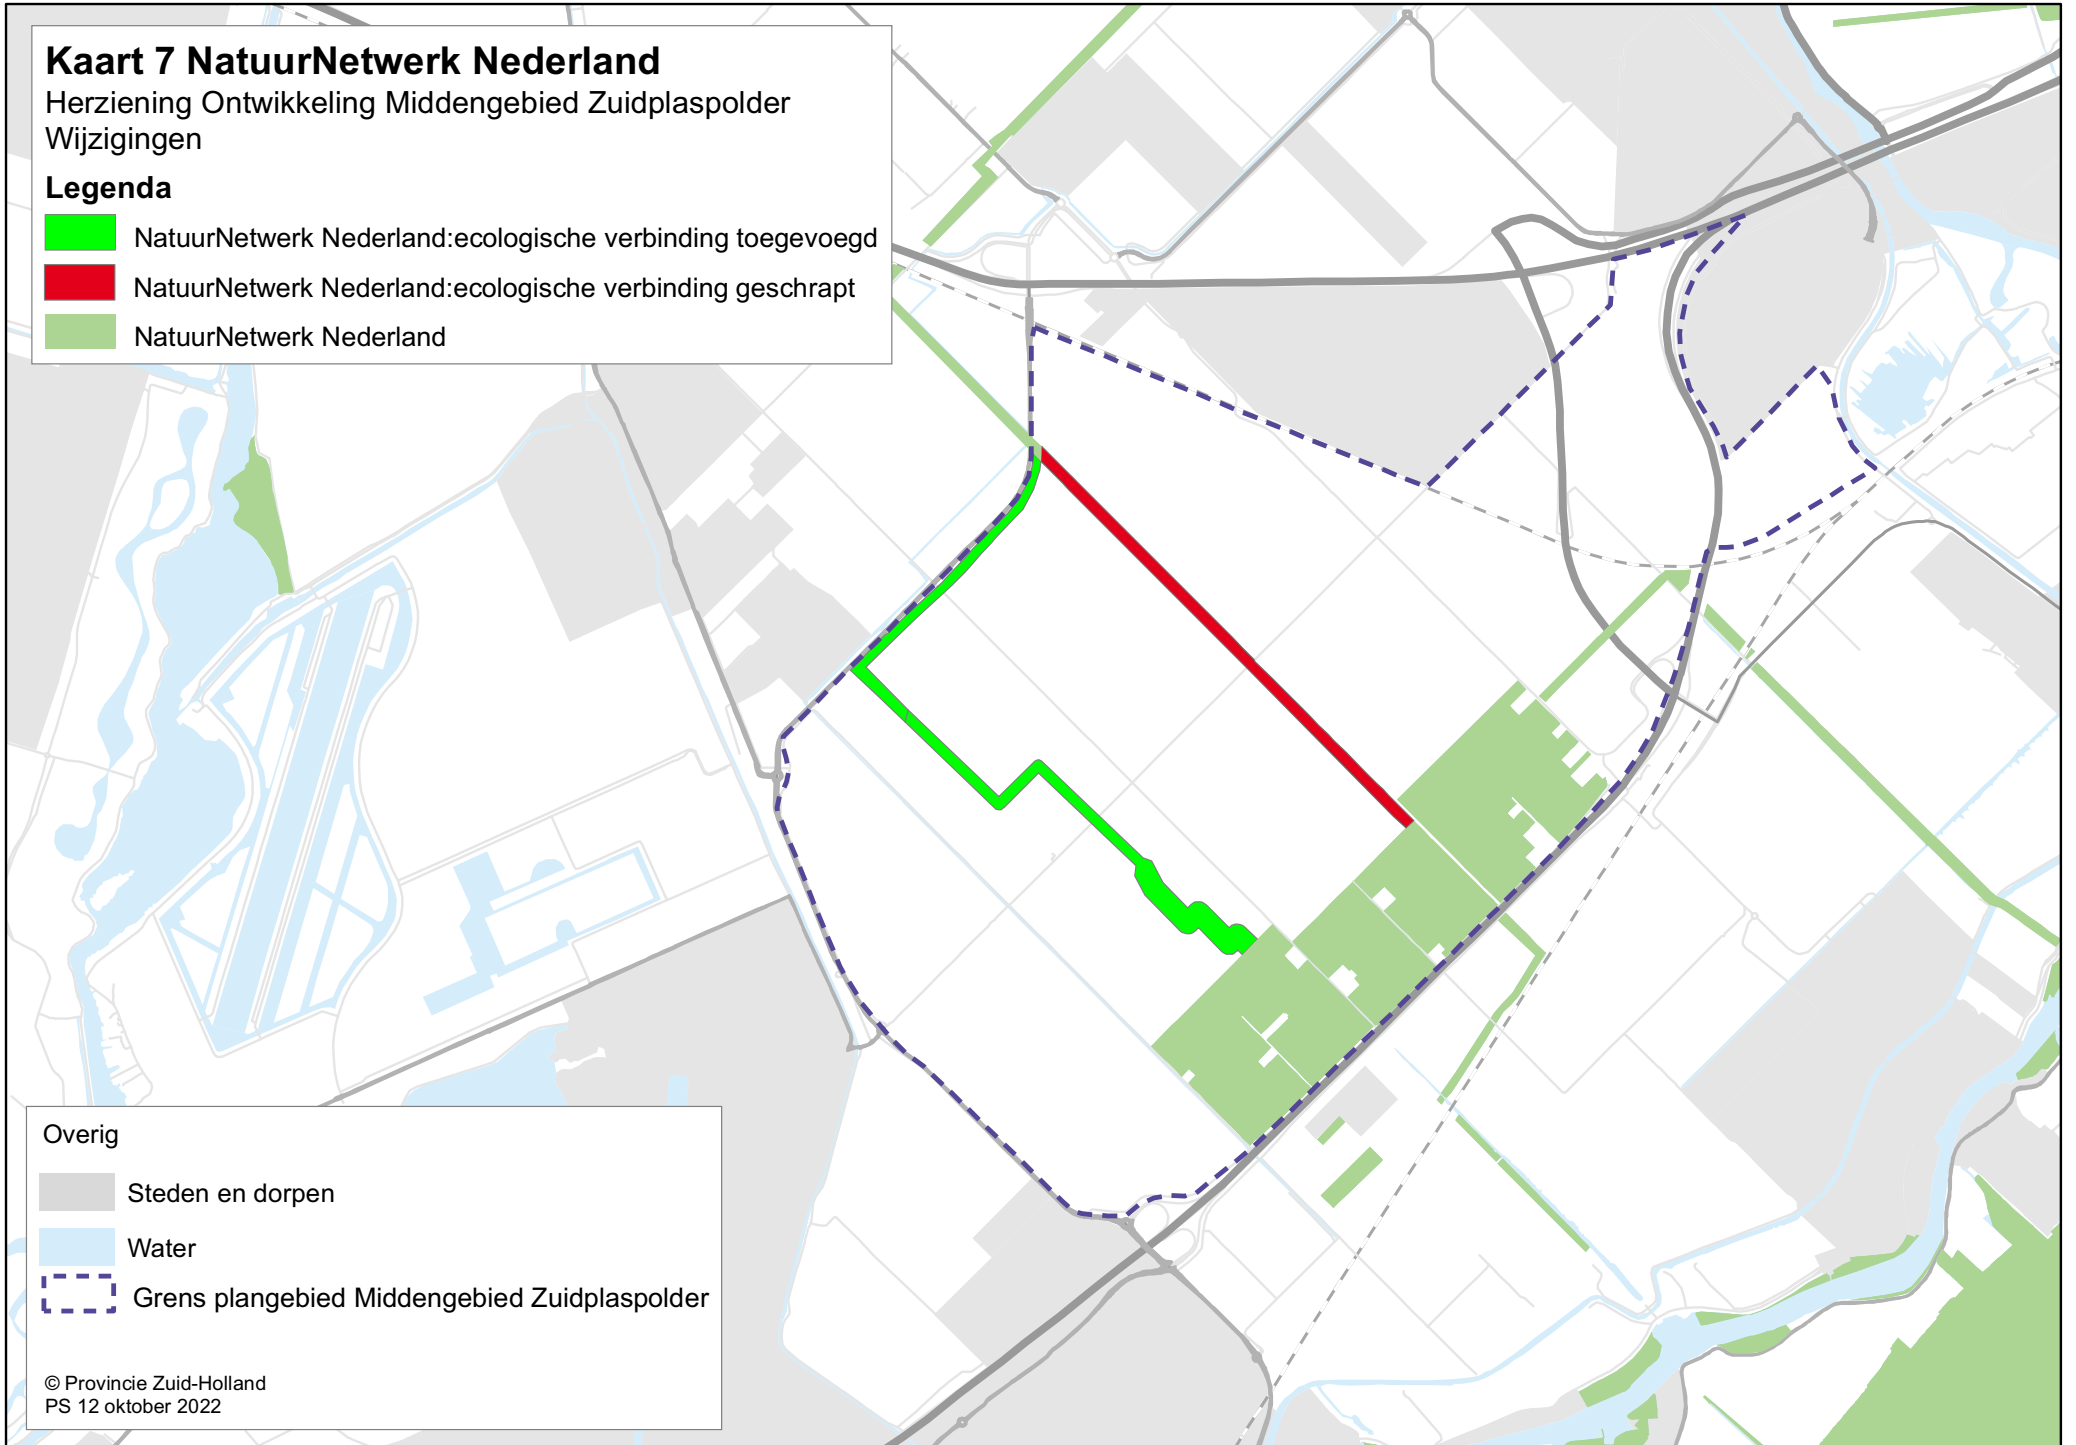 Kaart 7 NatuurNetwerk Nederland
Herziening Ontwikkeling Middengebied Zuidplaspolder
Wijzigingen
Legenda
NatuurNetwerk Nederland:ecologische verbinding toegevoegd
NatuurNetwerk Nederland:ecologische verbinding geschrapt
NatuurNetwerk Nederland
Overig
Steden en dorpen
Water
Grens plangebied Middengebied Zuidplaspolder
© Provincie Zuid-Holland
PS 12 oktober 2022